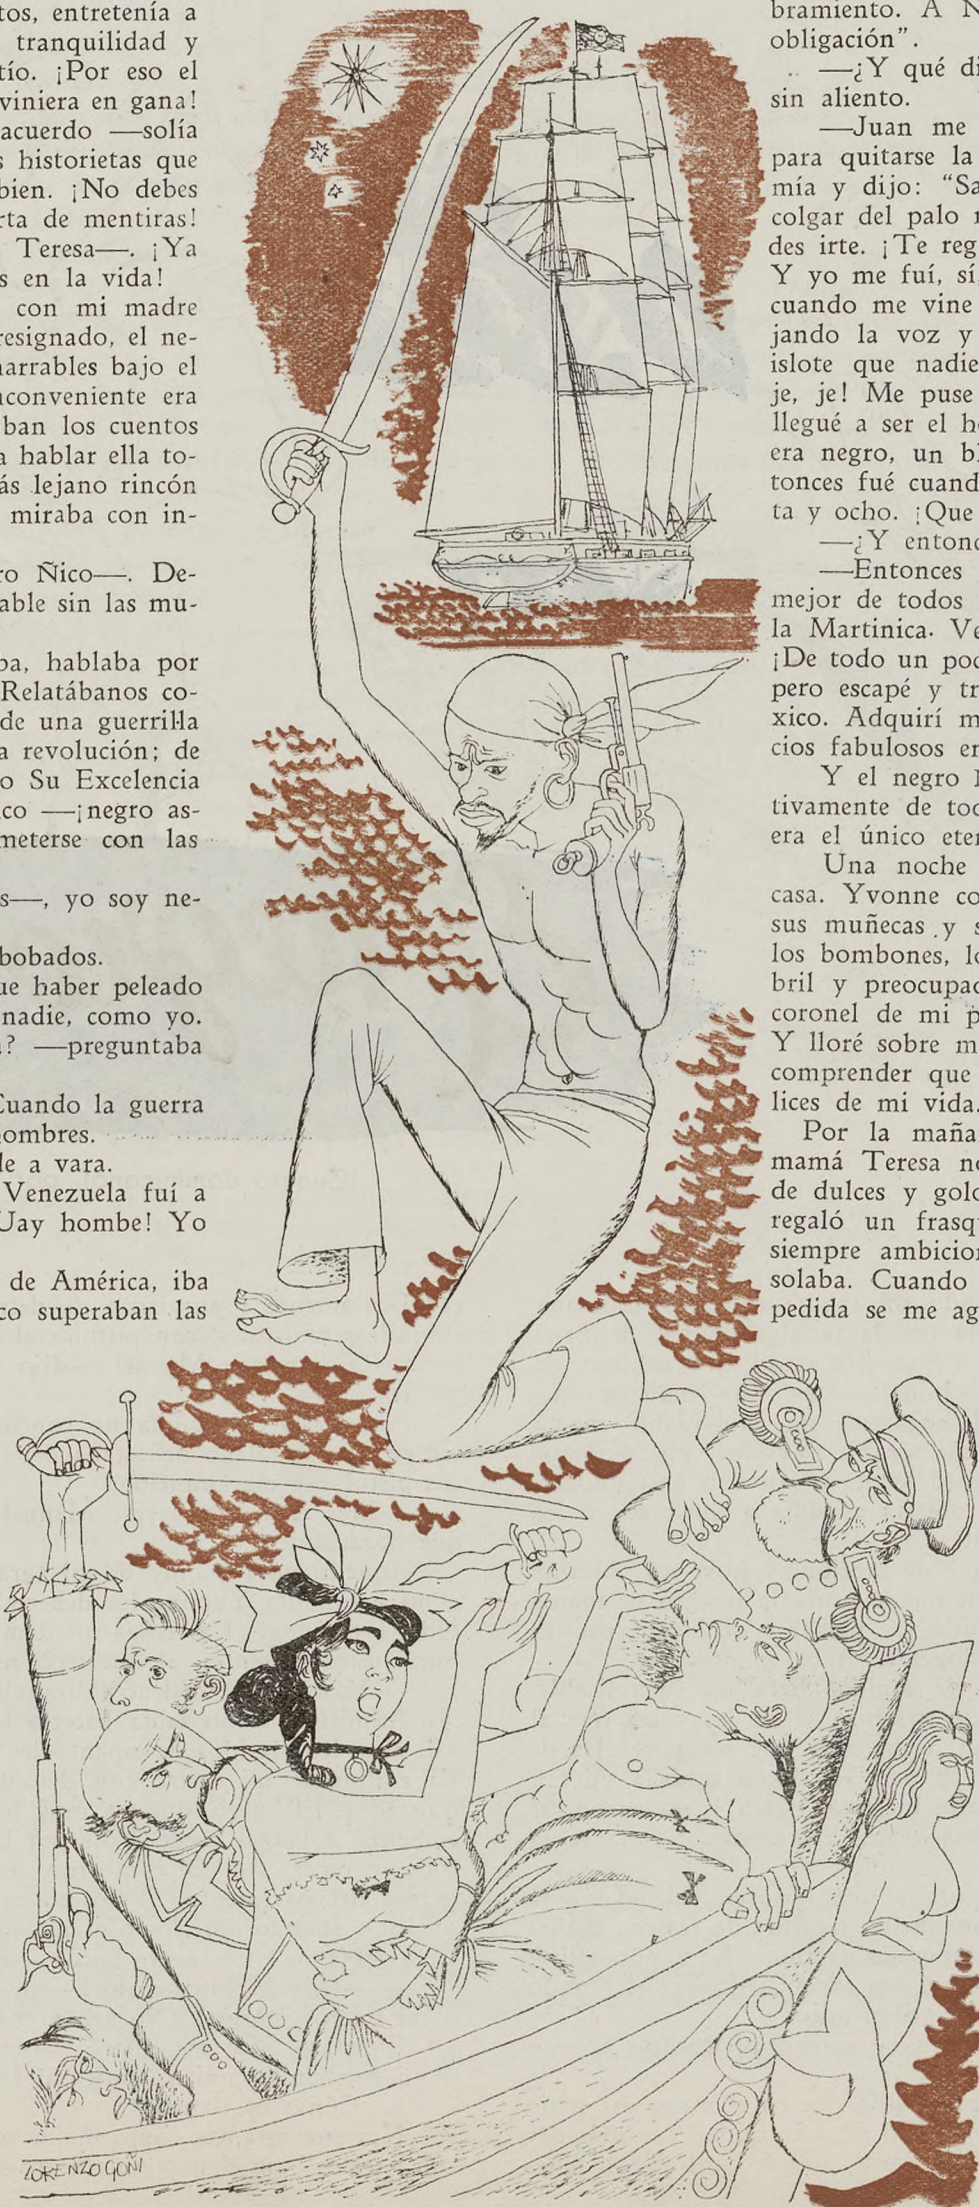 tos, entretenía a
tranquilidad y
tío. ¡Por eso el
viniera en gana!
acuerdo —solía
s historietas que
bien. ¡No debes
rta de mentiras!
Teresa—. ¡Ya
s en la vida!
con mi madre
resignado, el ne-
narrables bajo el
nconveniente era
ban los cuentos
a hablar ella to-
ás lejano rincón
miraba con in-
ro Ñico—. De-
able sin las mu-
ba, hablaba por
Relatábanos co-
de una guerrilla
a revolución; de
o Su Excelencia
ico —¡negro as-
meterse con las
s—, yo soy ne-
bobados.
ue haber peleado
nadie, como yo.
a? —preguntaba
Cuando la guerra
hombres.
le a vara.
Venezuela fuí a
Uay hombe! Yo
de América, iba
co superaban las
bramiento. A N
obligación”.
—¿Y qué di
sin aliento.
—Juan me
para quitarse la
mía y dijo: “Sa
colgar del palo
des irte. ¡Te reg
Y yo me fuí, sí
cuando me vine
jando la voz y
islote que nadie
je, je! Me puse
llegué a ser el h
era negro, un bl
tonces fué cuand
ta y ocho. ¡Que
—¿Y entonc
—Entonces
mejor de todos
la Martinica. Ve
¡De todo un poc
pero escapé y tr
xico. Adquirí m
cios fabulosos en
Y el negro
tivamente de toc
era el único eter
Una noche
casa. Yvonne co
sus muñecas y s
los bombones, lo
bril y preocupad
coronel de mi p
Y lloré sobre m
comprender que
lices de mi vida.
Por la maña
mamá Teresa no
de dulces y golo
regaló un frasq
siempre ambicio
solaba. Cuando
pedida se me ag
LORENZO GOÑI